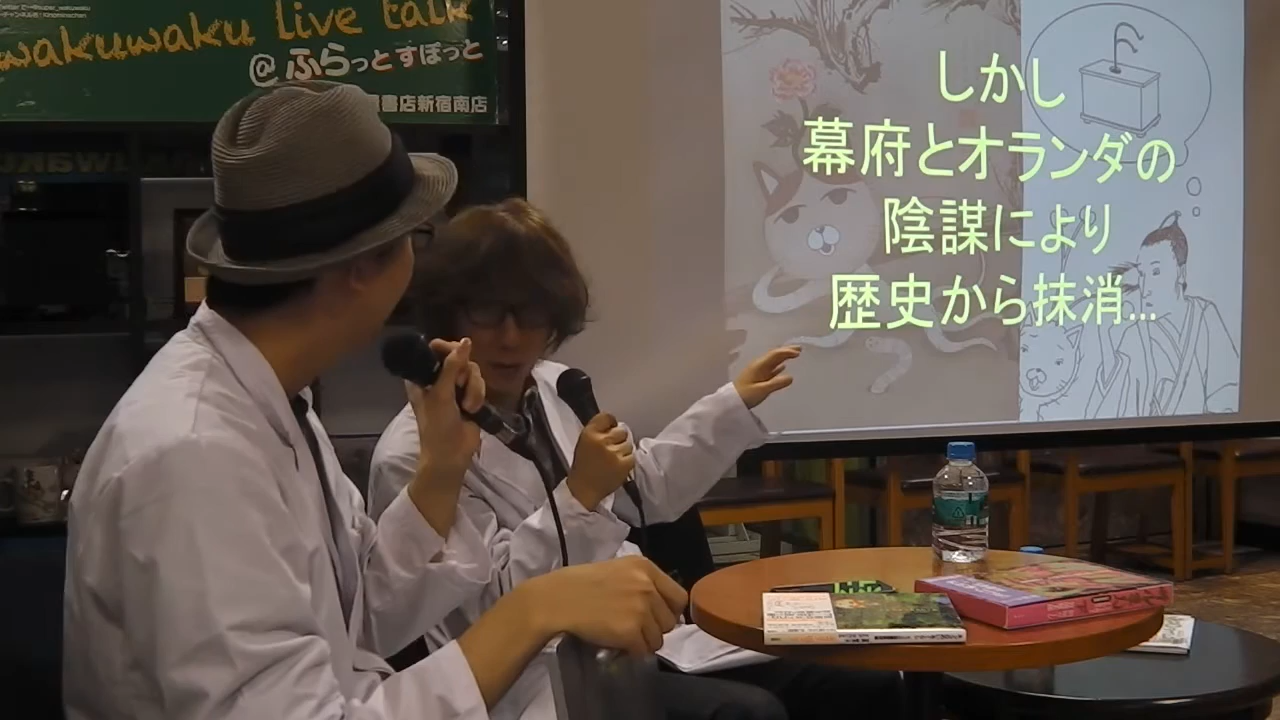 wakuwaku live talk
@ふらっとすぽっと
書店新宿南店
しかし
幕府とオランダの
陰謀により
歴史から抹消...